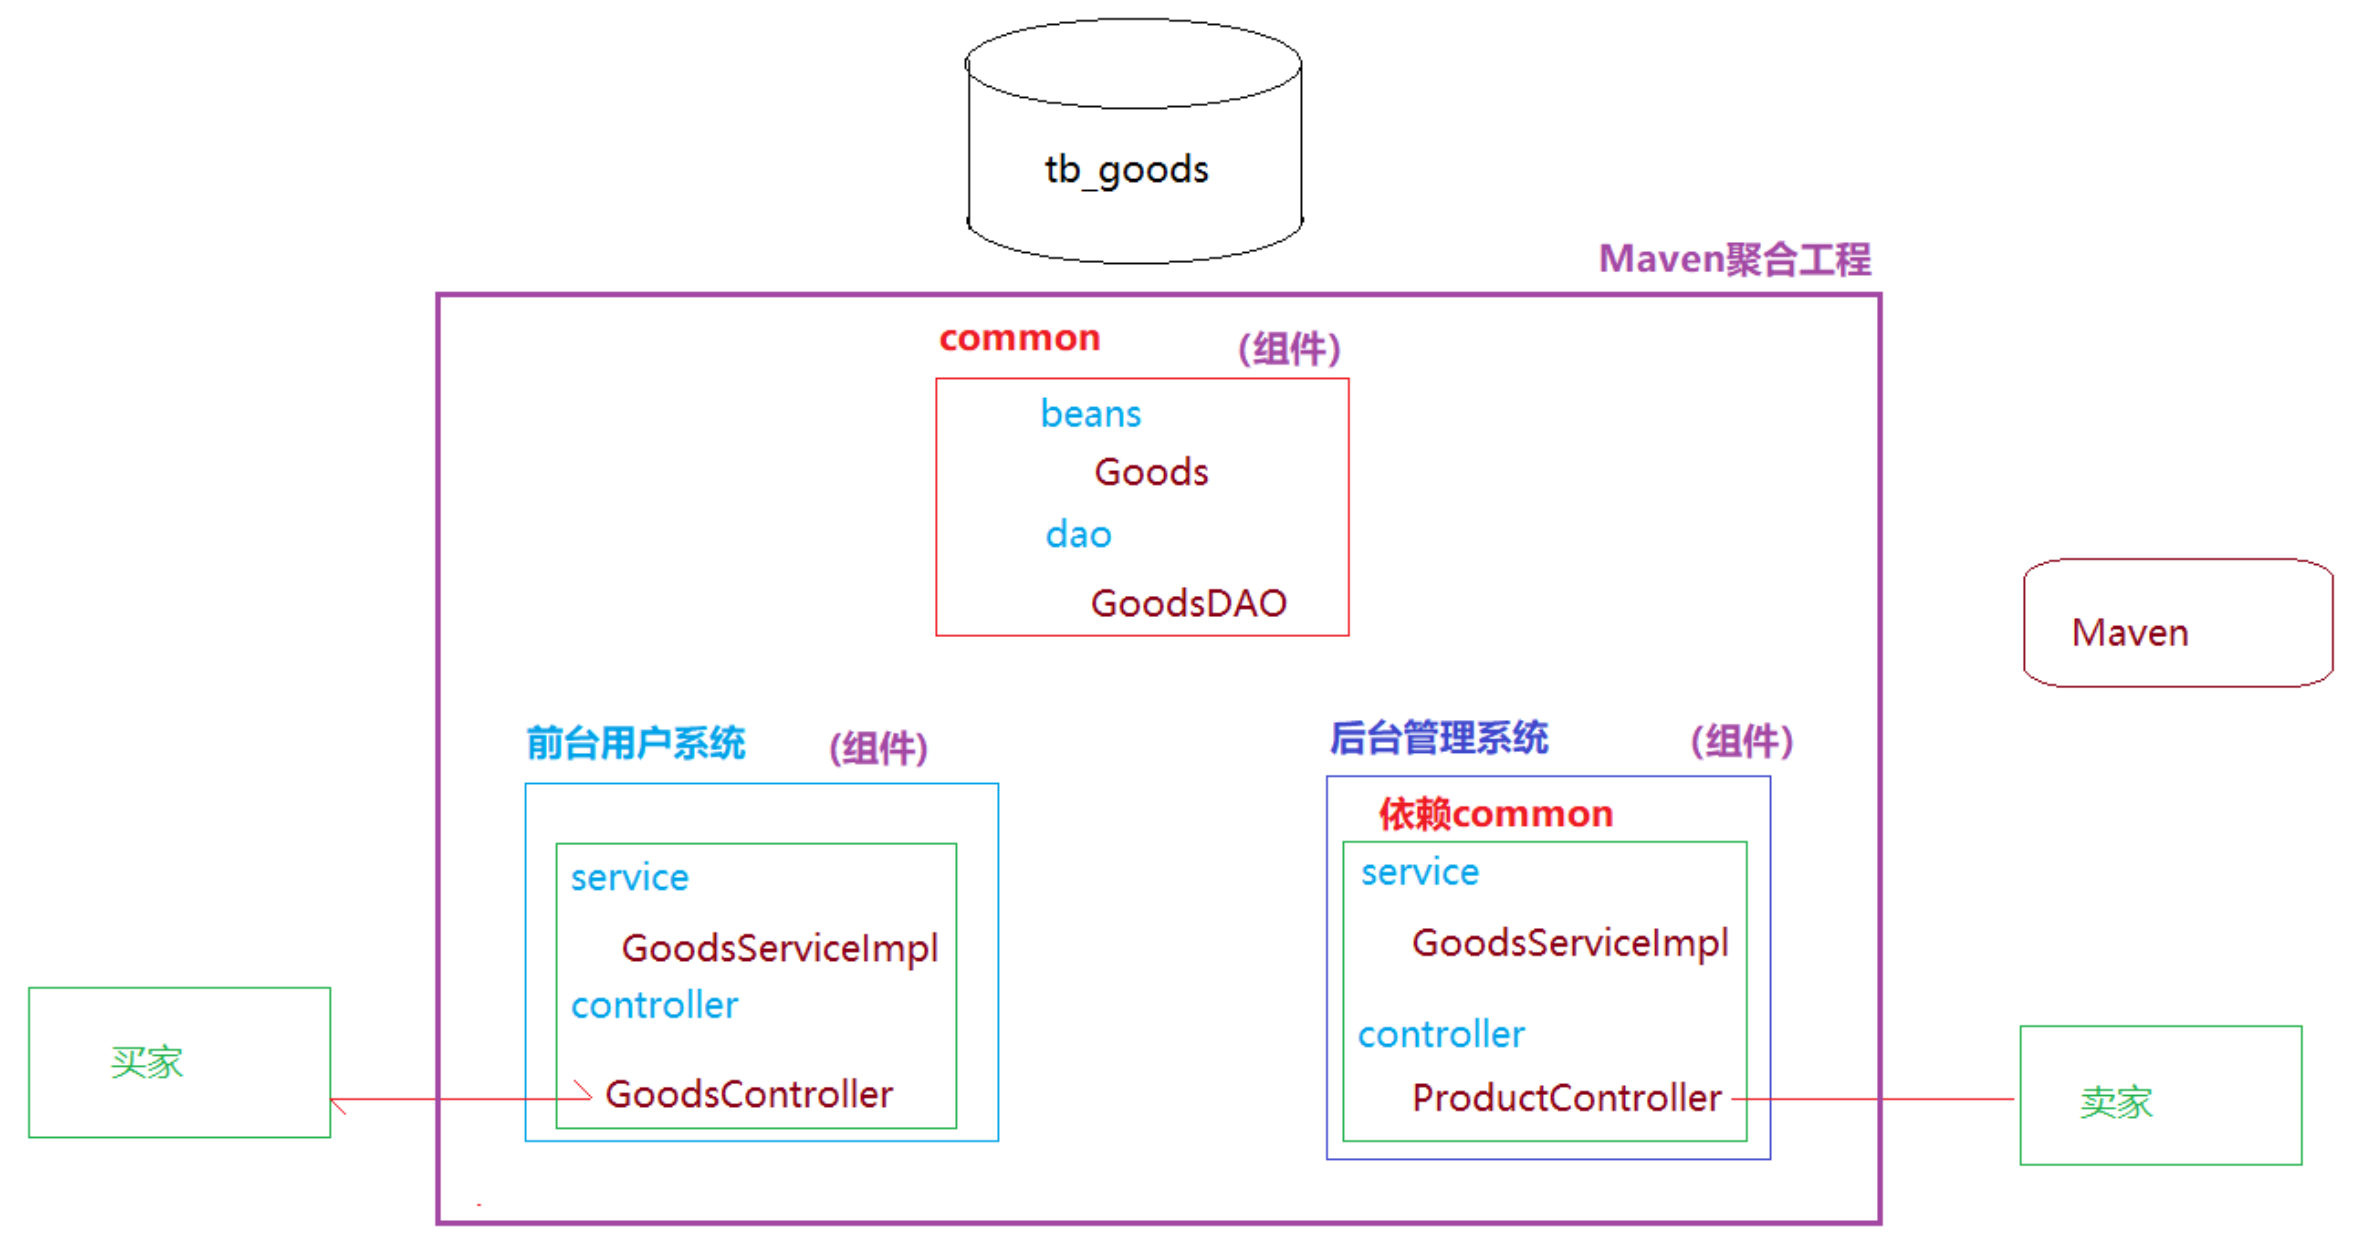 tb_goods
Maven聚合工程
common
(组件)
beans
Goods
dao
GoodsDAO
Maven
前台用户系统
(组件)
service
GoodsServiceImpl
controller
GoodsController
后台管理系统
(组件)
依赖common
service
GoodsServiceImpl
controller
ProductController
买家
卖家